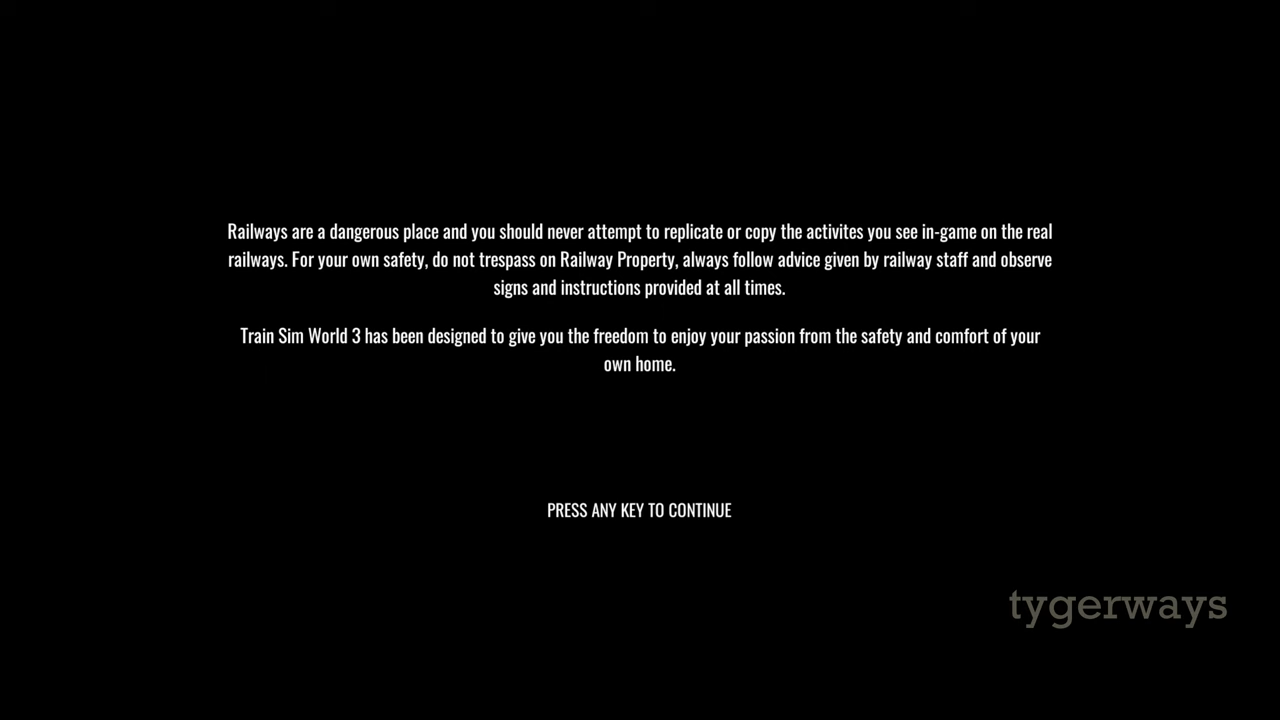 Railways are a dangerous place and you should never attempt to replicate or copy the activites you see in-game on the real
railways. For your own safety, do not trespass on Railway Property, always follow advice given by railway staff and observe
signs and instructions provided at all times.
Train Sim World 3 has been designed to give you the freedom to enjoy your passion from the safety and comfort of your
own home.
PRESS ANY KEY TO CONTINUE
tygerways